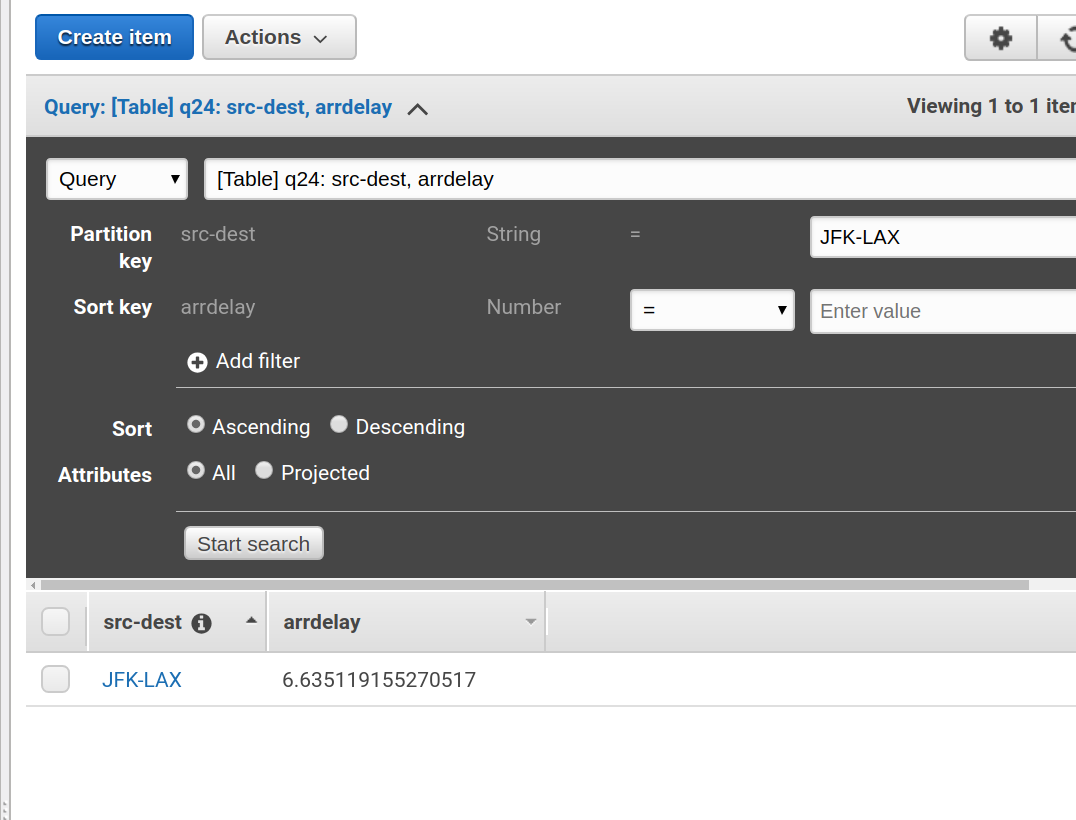 Create item Actions
Query: [Table] q24: src-dest, arrdelay Viewing 1 to 1
Query [Table] q24: src-dest, arrdelay
Partition key src-dest String = JFK-LAX
Sort key arrdelay Number = Enter value
Add filter
Sort Ascending Descending
Attributes All Projected
Start search
src-dest arrdelay
JFK-LAX 6.635119155270517